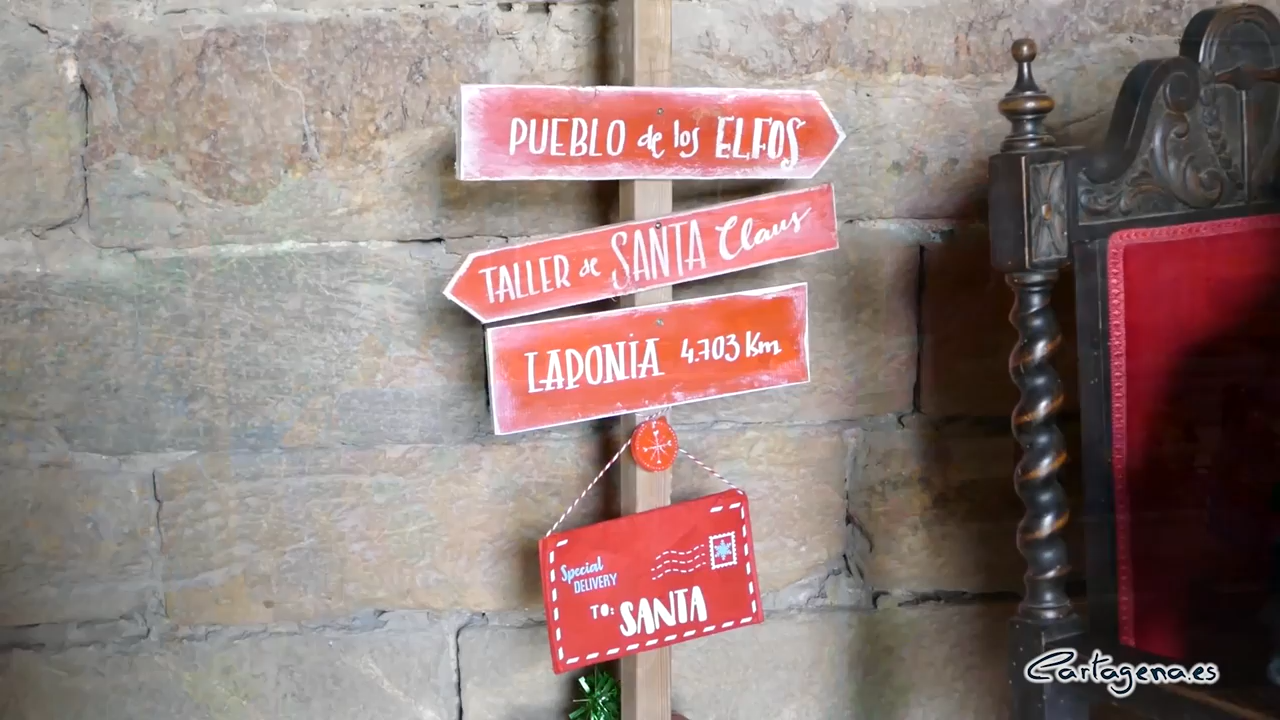 PUEBLO de los ELFOS
TALLER de SANTA Claus
LAPONIA 4.703 Km
Special
DELIVERY
TO: SANTA
Cartagena.es